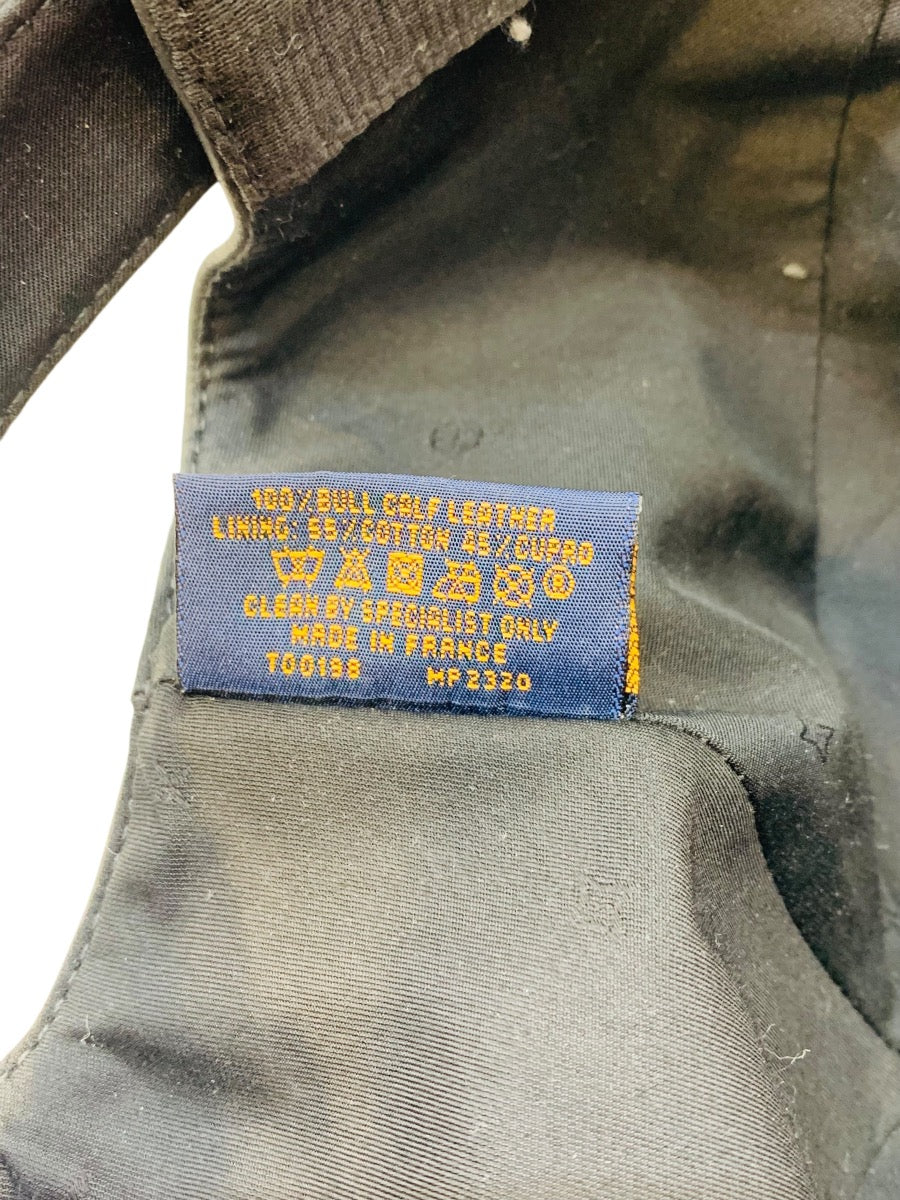 100% BULL CALF LEATHER
LINING: 55% COTTON 45% CUPRO
CLEAN BY SPECIALIST ONLY
MADE IN FRANCE
T00198 MP2320